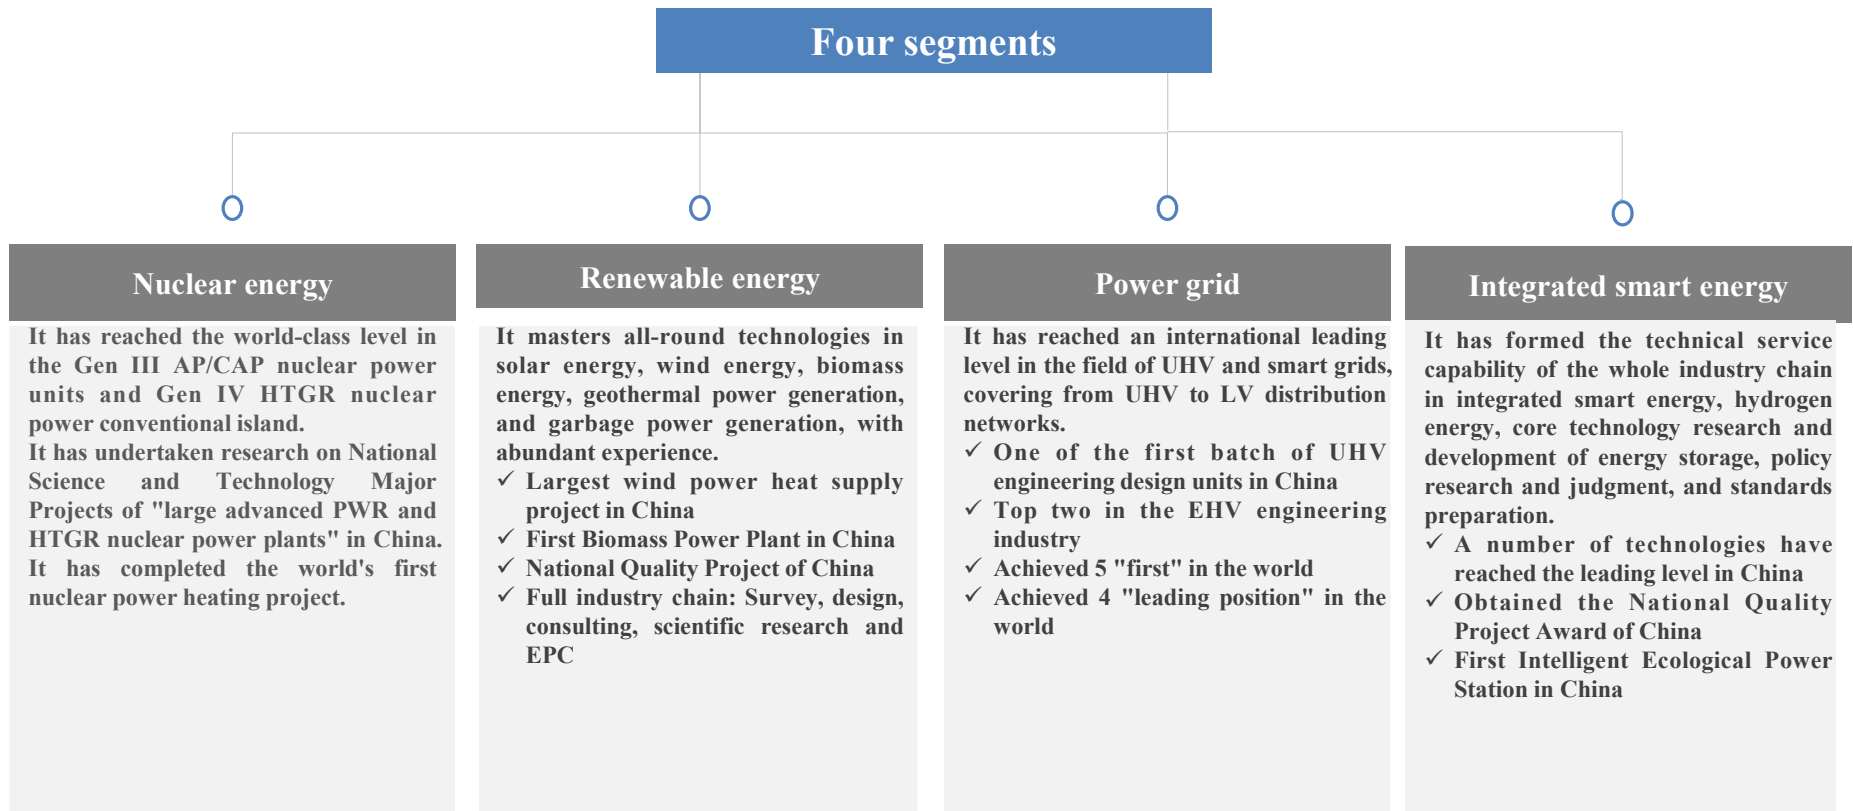 Four segments
Nuclear energy
It has reached the world-class level in
the Gen III AP/CAP nuclear power
units and Gen IV HTGR nuclear
power conventional island.
It has undertaken research on National
Science and Technology Major
Projects of "large advanced PWR and
HTGR nuclear power plants" in China.
It has completed the world's first
nuclear power heating project.
Renewable energy
It masters all-round technologies in
solar energy, wind energy, biomass
energy, geothermal power generation,
and garbage power generation, with
abundant experience.
✓ Largest wind power heat supply
project in China
✓ First Biomass Power Plant in China
✓ National Quality Project of China
✓ Full industry chain: Survey, design,
consulting, scientific research and
EPC
Power grid
It has reached an international leading
level in the field of UHV and smart grids,
covering from UHV to LV distribution
networks.
✓ One of the first batch of UHV
engineering design units in China
✓ Top two in the EHV engineering
industry
✓ Achieved 5 "first" in the world
✓ Achieved 4 "leading position" in the
world
Integrated smart energy
It has formed the technical service
capability of the whole industry chain
in integrated smart energy, hydrogen
energy, core technology research and
development of energy storage, policy
research and judgment, and standards
preparation.
✓ A number of technologies have
reached the leading level in China
✓ Obtained the National Quality
Project Award of China
✓ First Intelligent Ecological Power
Station in China